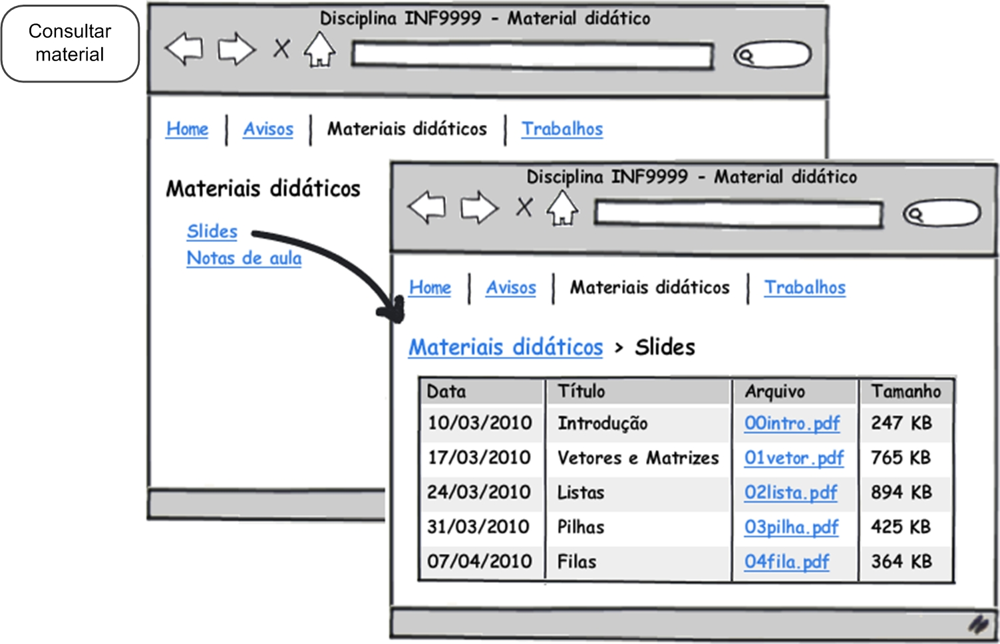 Consultar
material
Disciplina INF9999 - Material didático
X
Home | Avisos | Materiais didáticos | Trabalhos
Materiais didáticos
Slides
Notas de aula
Disciplina INF9999 - Material didático
X
Home | Avisos | Materiais didáticos | Trabalhos
Materiais didáticos > Slides
Data Título Arquivo Tamanho
10/03/2010 Introdução 00intro.pdf 247 KB
17/03/2010 Vetores e Matrizes 01vetor.pdf 765 KB
24/03/2010 Listas 02lista.pdf 894 KB
31/03/2010 Pilhas 03pilha.pdf 425 KB
07/04/2010 Filas 04fila.pdf 364 KB